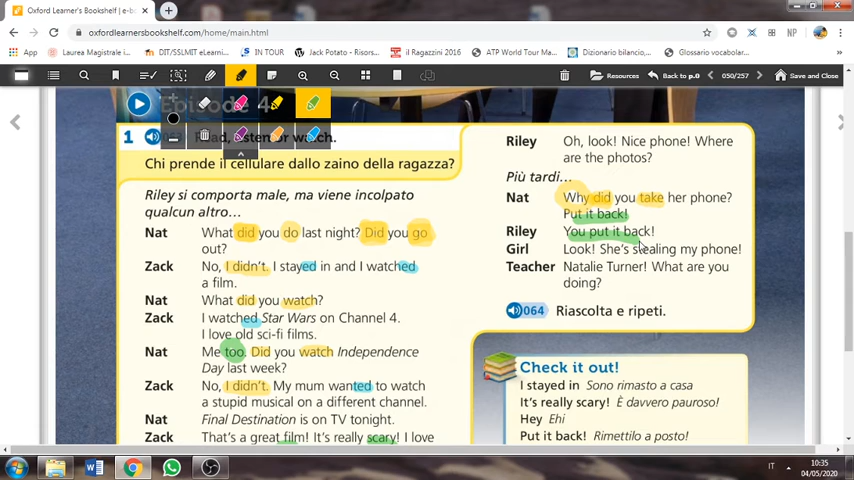 Oxford Learner's Bookshelf | e-bo
oxfordlearnersbookshelf.com/home/main.html
App
Laurea Magistrale i...
DIT/SSLMIT eLearni...
IN TOUR
Jack Potato - Risors...
il Ragazzini 2016
ATP World Tour Ma...
Dizionario bilancio,...
Glossario vocabolar...
NP
Resources
Back to p.0
050/257
Save and Close
Episode 4
1 listen or watch.
Chi prende il cellulare dallo zaino della ragazza?
Riley si comporta male, ma viene incolpato
qualcun altro…
Nat What did you do last night? Did you go
out?
Zack No, I didn't. I stayed in and I watched
a film.
Nat What did you watch?
Zack I watched Star Wars on Channel 4.
I love old sci-fi films.
Nat Me too. Did you watch Independence
Day last week?
Zack No, I didn't. My mum wanted to watch
a stupid musical on a different channel.
Nat Final Destination is on TV tonight.
Zack That's a great film! It's really scary! I love
Riley Oh, look! Nice phone! Where
are the photos?
Più tardi…
Nat Why did you take her phone?
Put it back!
Riley You put it back!
Girl Look! She's stealing my phone!
Teacher Natalie Turner! What are you
doing?
064 Riascolta e ripeti.
Check it out!
I stayed in Sono rimasto a casa
It's really scary! È davvero pauroso!
Hey Ehi
Put it back! Rimettilo a posto!
IT
10:35
04/05/2020